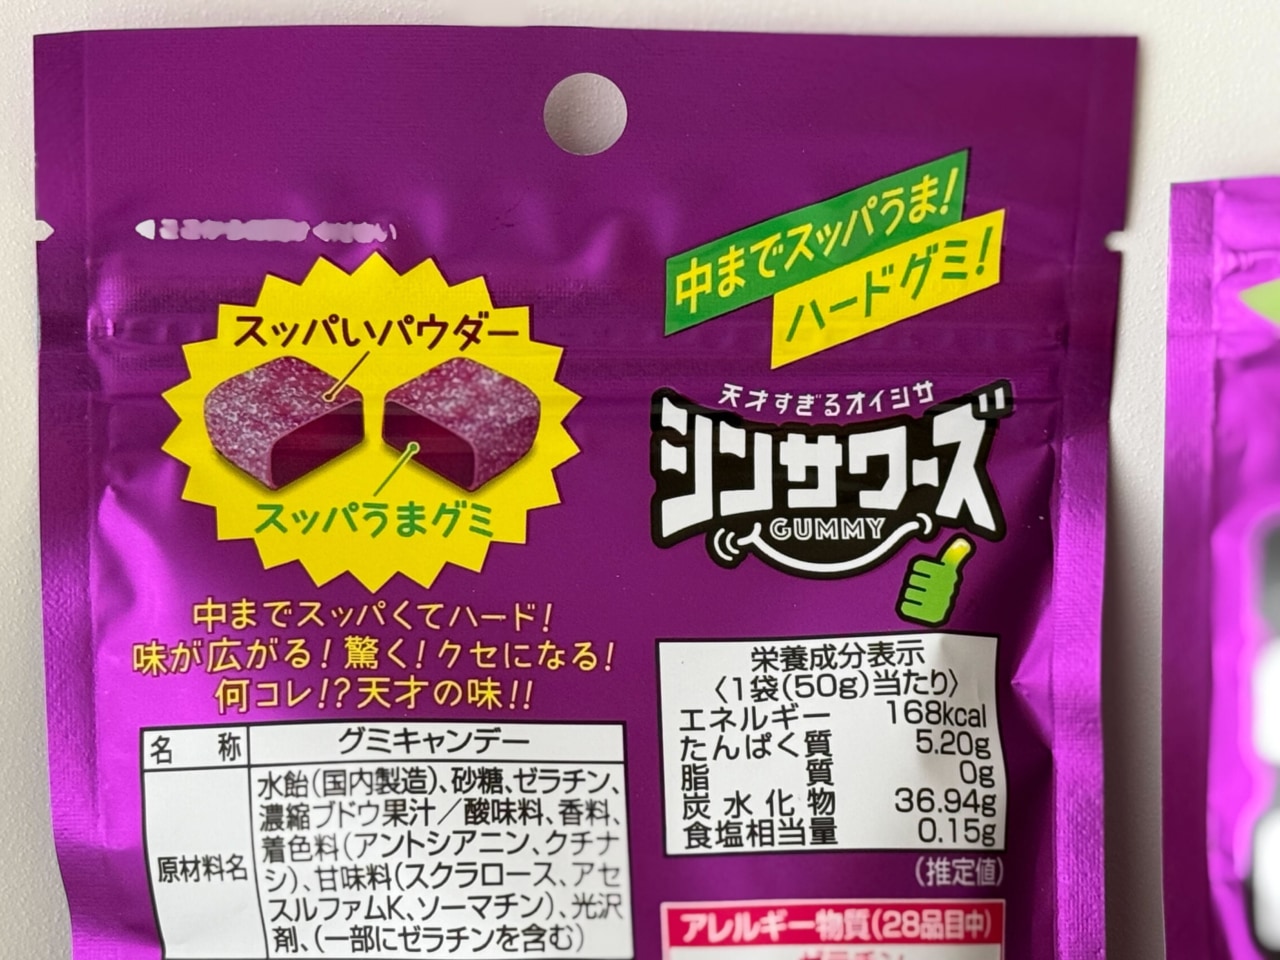 中までスッパうま!
ハードグミ!
スッパいパウダー
スッパうまグミ
天才すぎるオイシサ
シンサワーズ
GUMMY
中までスッパくてハード!
味が広がる!驚く!クセになる!
何コレ!?天才の味!!
名 称 グミキャンデー
原材料名
水飴(国内製造)、砂糖、ゼラチン、
濃縮ブドウ果汁/酸味料、香料、
着色料(アントシアニン、クチナ
シ)、甘味料(スクラロース、アセ
スルファムK、ソーマチン)、光沢
剤、(一部にゼラチンを含む)
栄養成分表示
〈1袋(50g)当たり〉
エネルギー 168kcal
たんぱく質 5.20g
脂質 0g
炭水化物 36.94g
食塩相当量 0.15g
(推定値)
アレルギー物質(28品目中)
ゼラチン